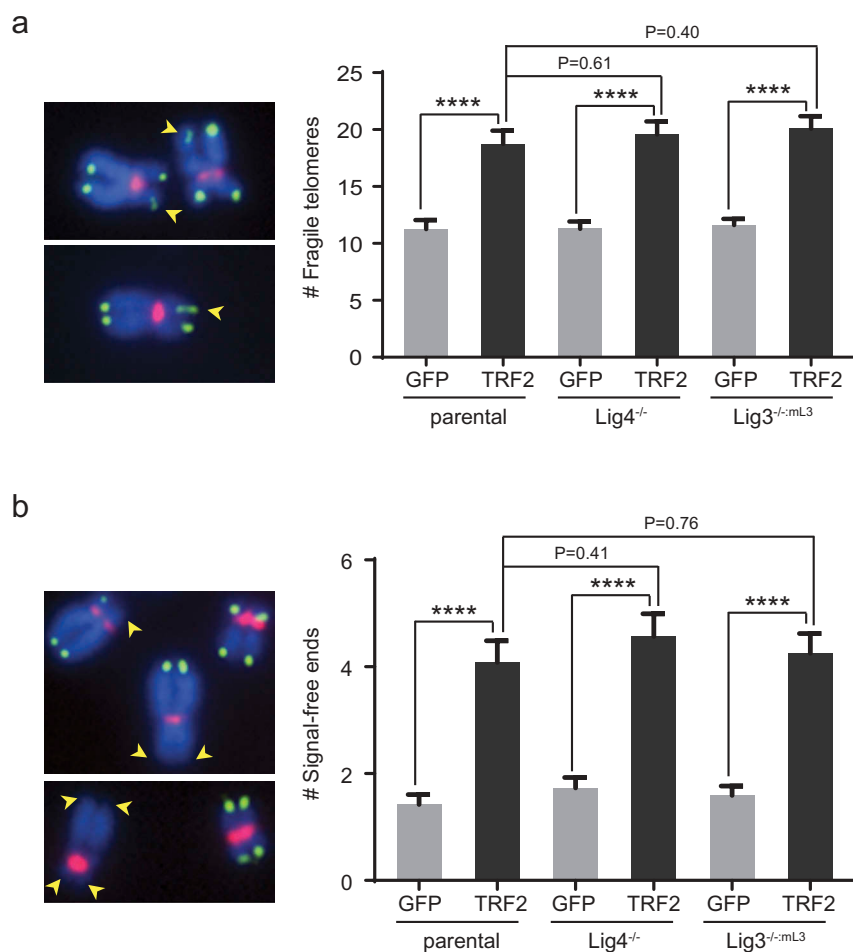 a
P=0.40
P=0.61
**** **** ****
# Fragile telomeres
25
20
15
10
5
0
GFP TRF2 GFP TRF2 GFP TRF2
parental Lig4-/- Lig3-/-:mL3
b
P=0.76
P=0.41
**** **** ****
# Signal-free ends
6
4
2
0
GFP TRF2 GFP TRF2 GFP TRF2
parental Lig4-/- Lig3-/-:mL3